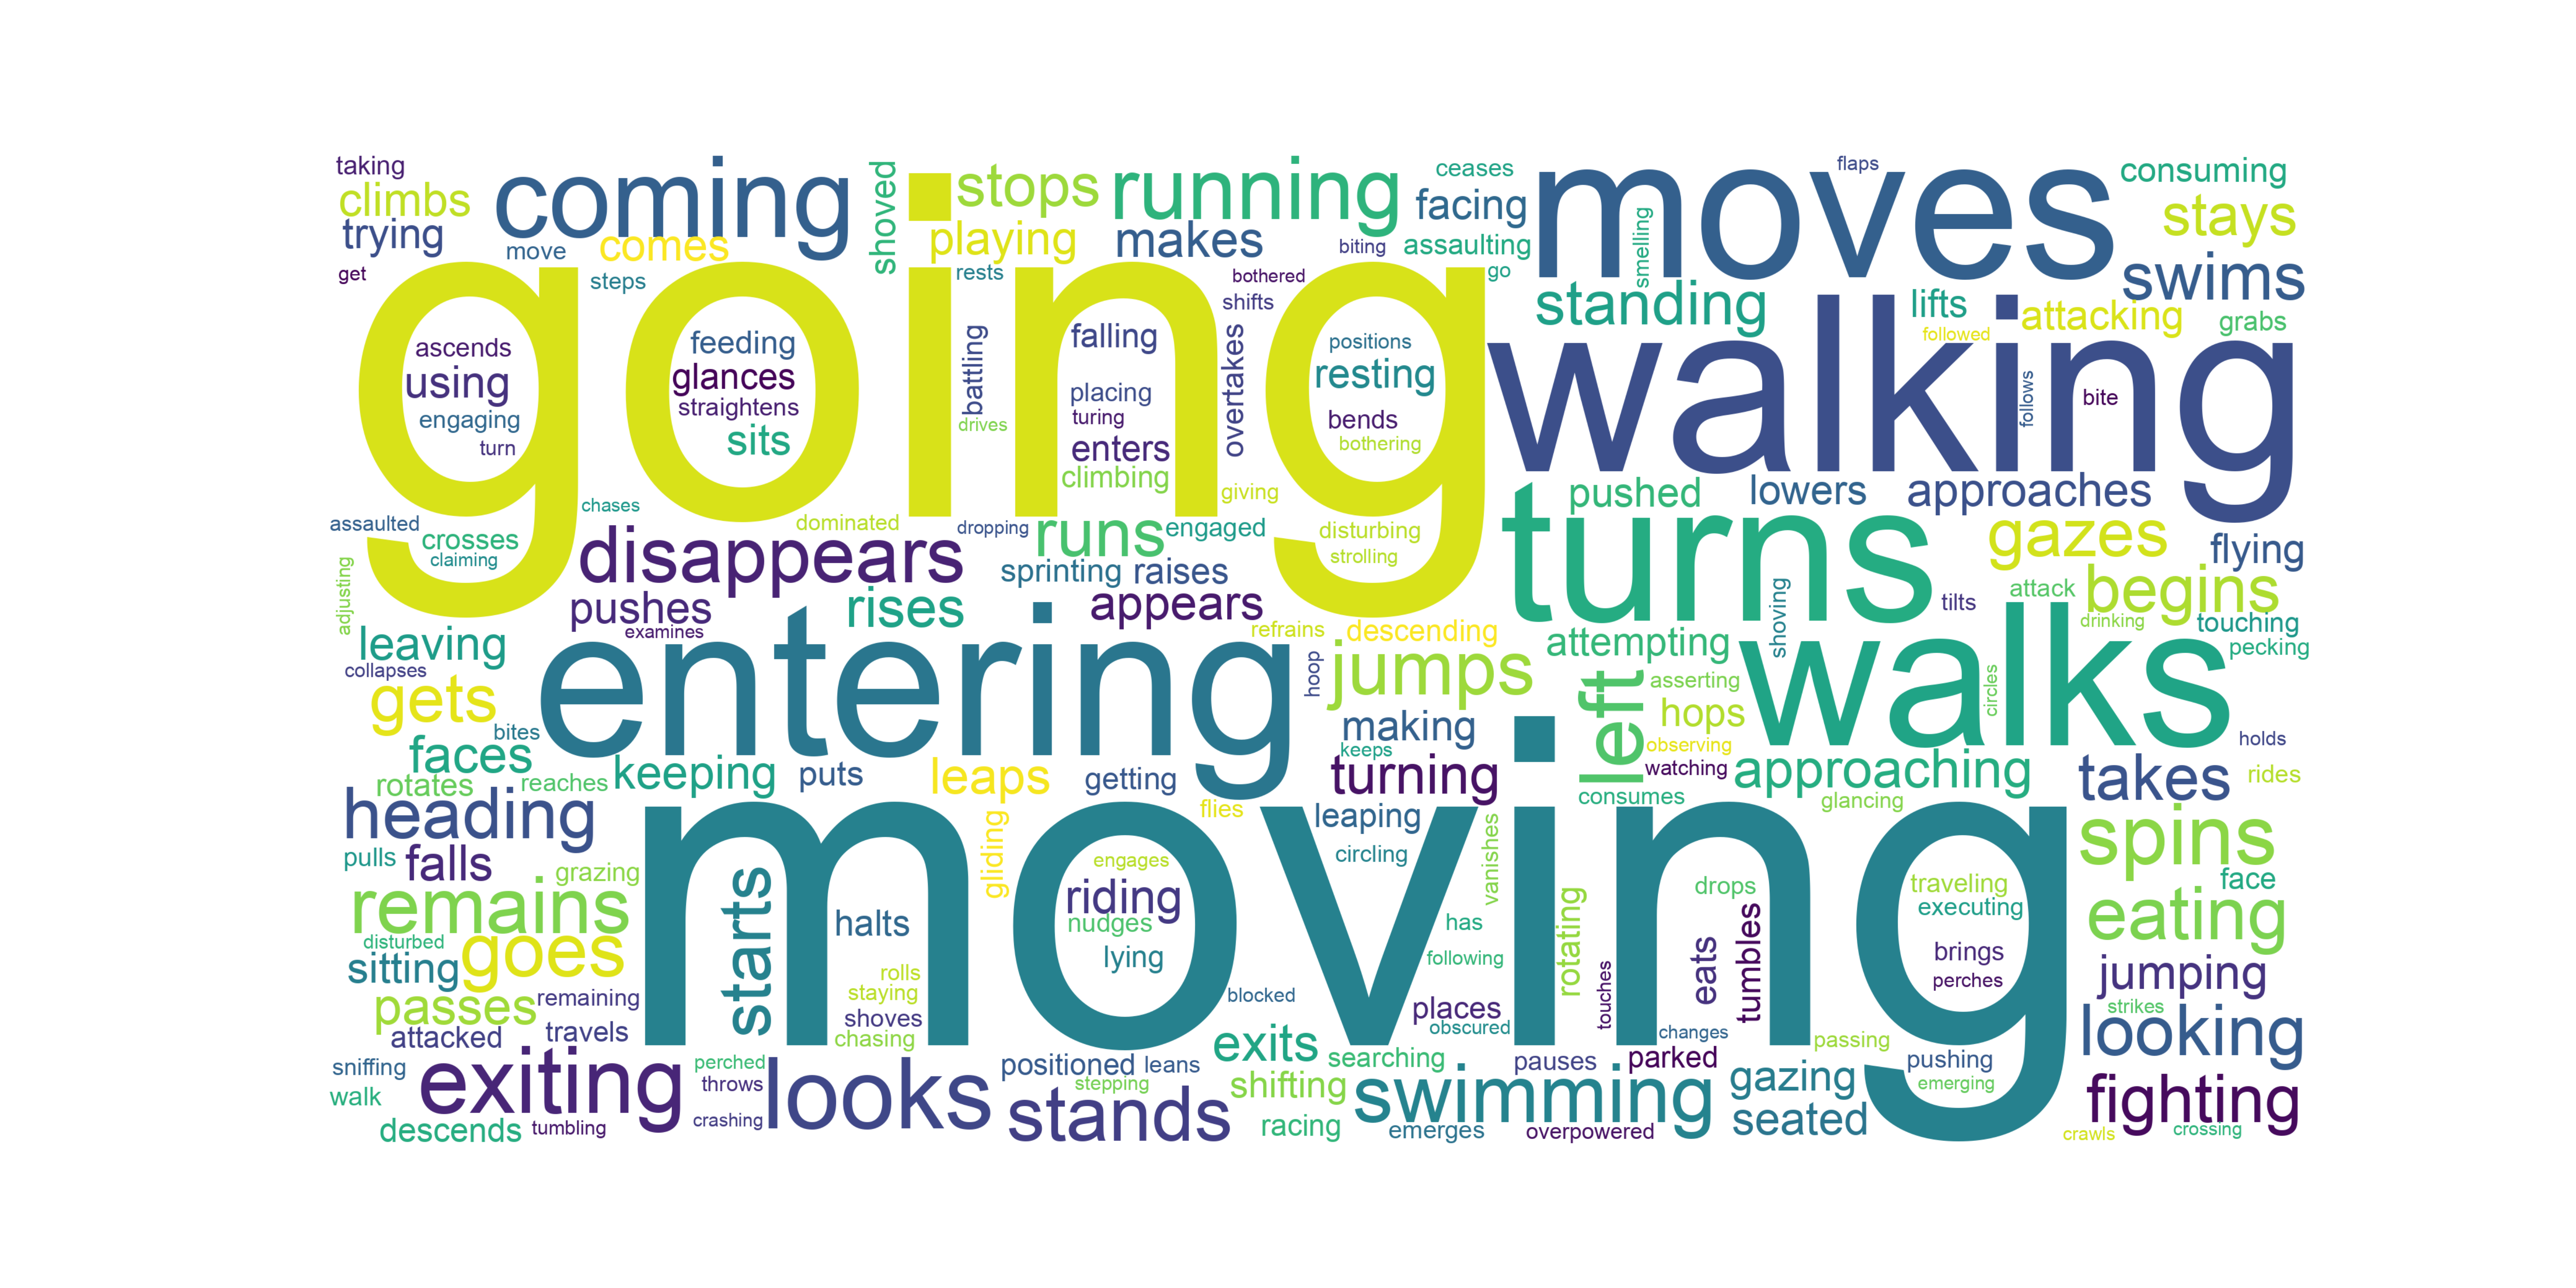 taking
climbs
trying
get
coming
move
comes
steps
shoved
stops
playing
rests
running
makes
bothered
shifts
ceases
facing
biting
assaulting
go
moves
smelling
flaps
consuming
stays
swims
standing
lifts
followed
attacking
grabs
going
ascends
using
engaging
turn
feeding
glances
straightens
sits
battling
drives
falling
placing
turing
enters
climbing
overtakes
giving
positions
resting
bends
bothering
walking
follows
bite
pushed
lowers
approaches
assaulted
crosses
claiming
chases
adjusting
disappears
dominated
dropping
runs
engaged
sprinting
raises
disturbing
strolling
turns
gazes
flying
pushes
examines
rises
appears
refrains
descending
shoving
tilts
attack
begins
drinking
touching
pecking
leaving
collapses
gets
bites
entering
hoop
jumps
attempting
left
asserting
hops
observing
watching
walks
circles
holds
faces
rotates
reaches
keeping
puts
leaps
getting
making
keeps
turning
consumes
approaching
glancing
takes
rides
heading
pulls
falls
grazing
moving
starts
halts
rolls
staying
shoves
chasing
gliding
flies
engages
riding
nudges
lying
leaping
circling
vanishes
has
following
rotating
touches
drops
eats
tumbles
changes
traveling
executing
brings
perches
spins
face
eating
remains
disturbed
goes
sitting
passes
remaining
attacked
travels
blocked
places
obscured
passing
jumping
strikes
looking
sniffing
walk
exiting
descends
tumbling
perched
throws
crashing
looks
positioned
leans
stepping
stands
exits
searching
shifting
racing
swimming
emerges
pauses
parked
overpowered
gazing
seated
pushing
emerging
fighting
crawls
crossing